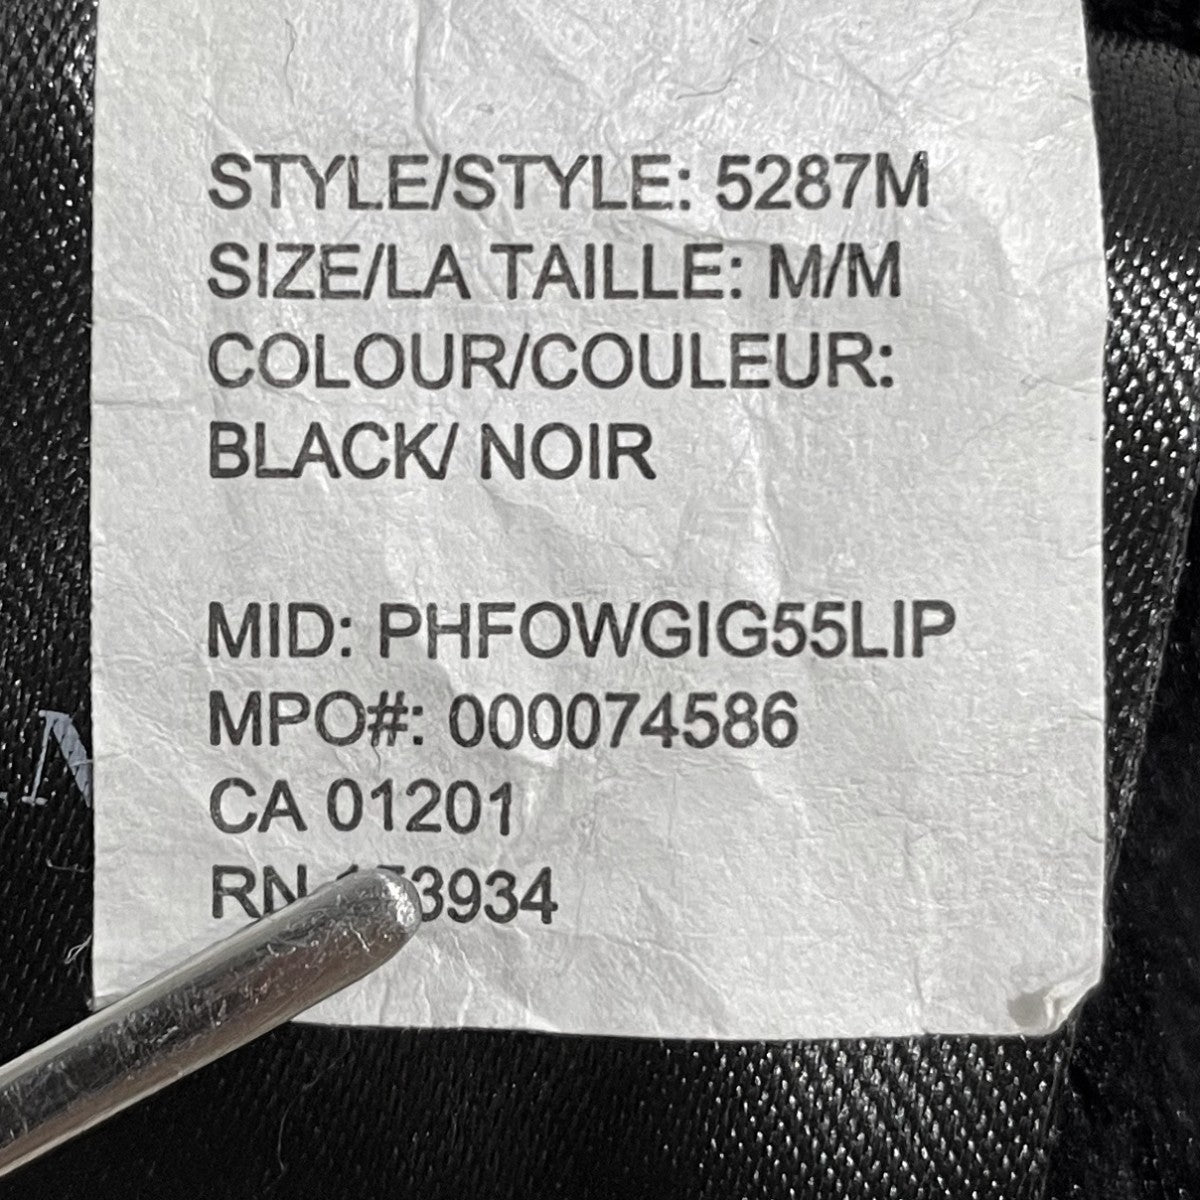 STYLE/STYLE: 5287M
SIZE/LA TAILLE: M/M
COLOUR/COULEUR:
BLACK/ NOIR
MID: PHFOWGIG55LIP
MPO#: 000074586
CA 01201
RN